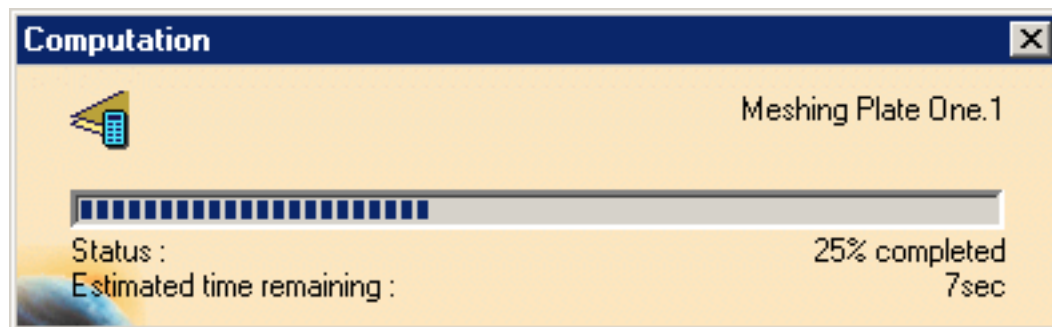 Computation
Meshing Plate One.1
Status : 25% completed
Estimated time remaining : 7sec